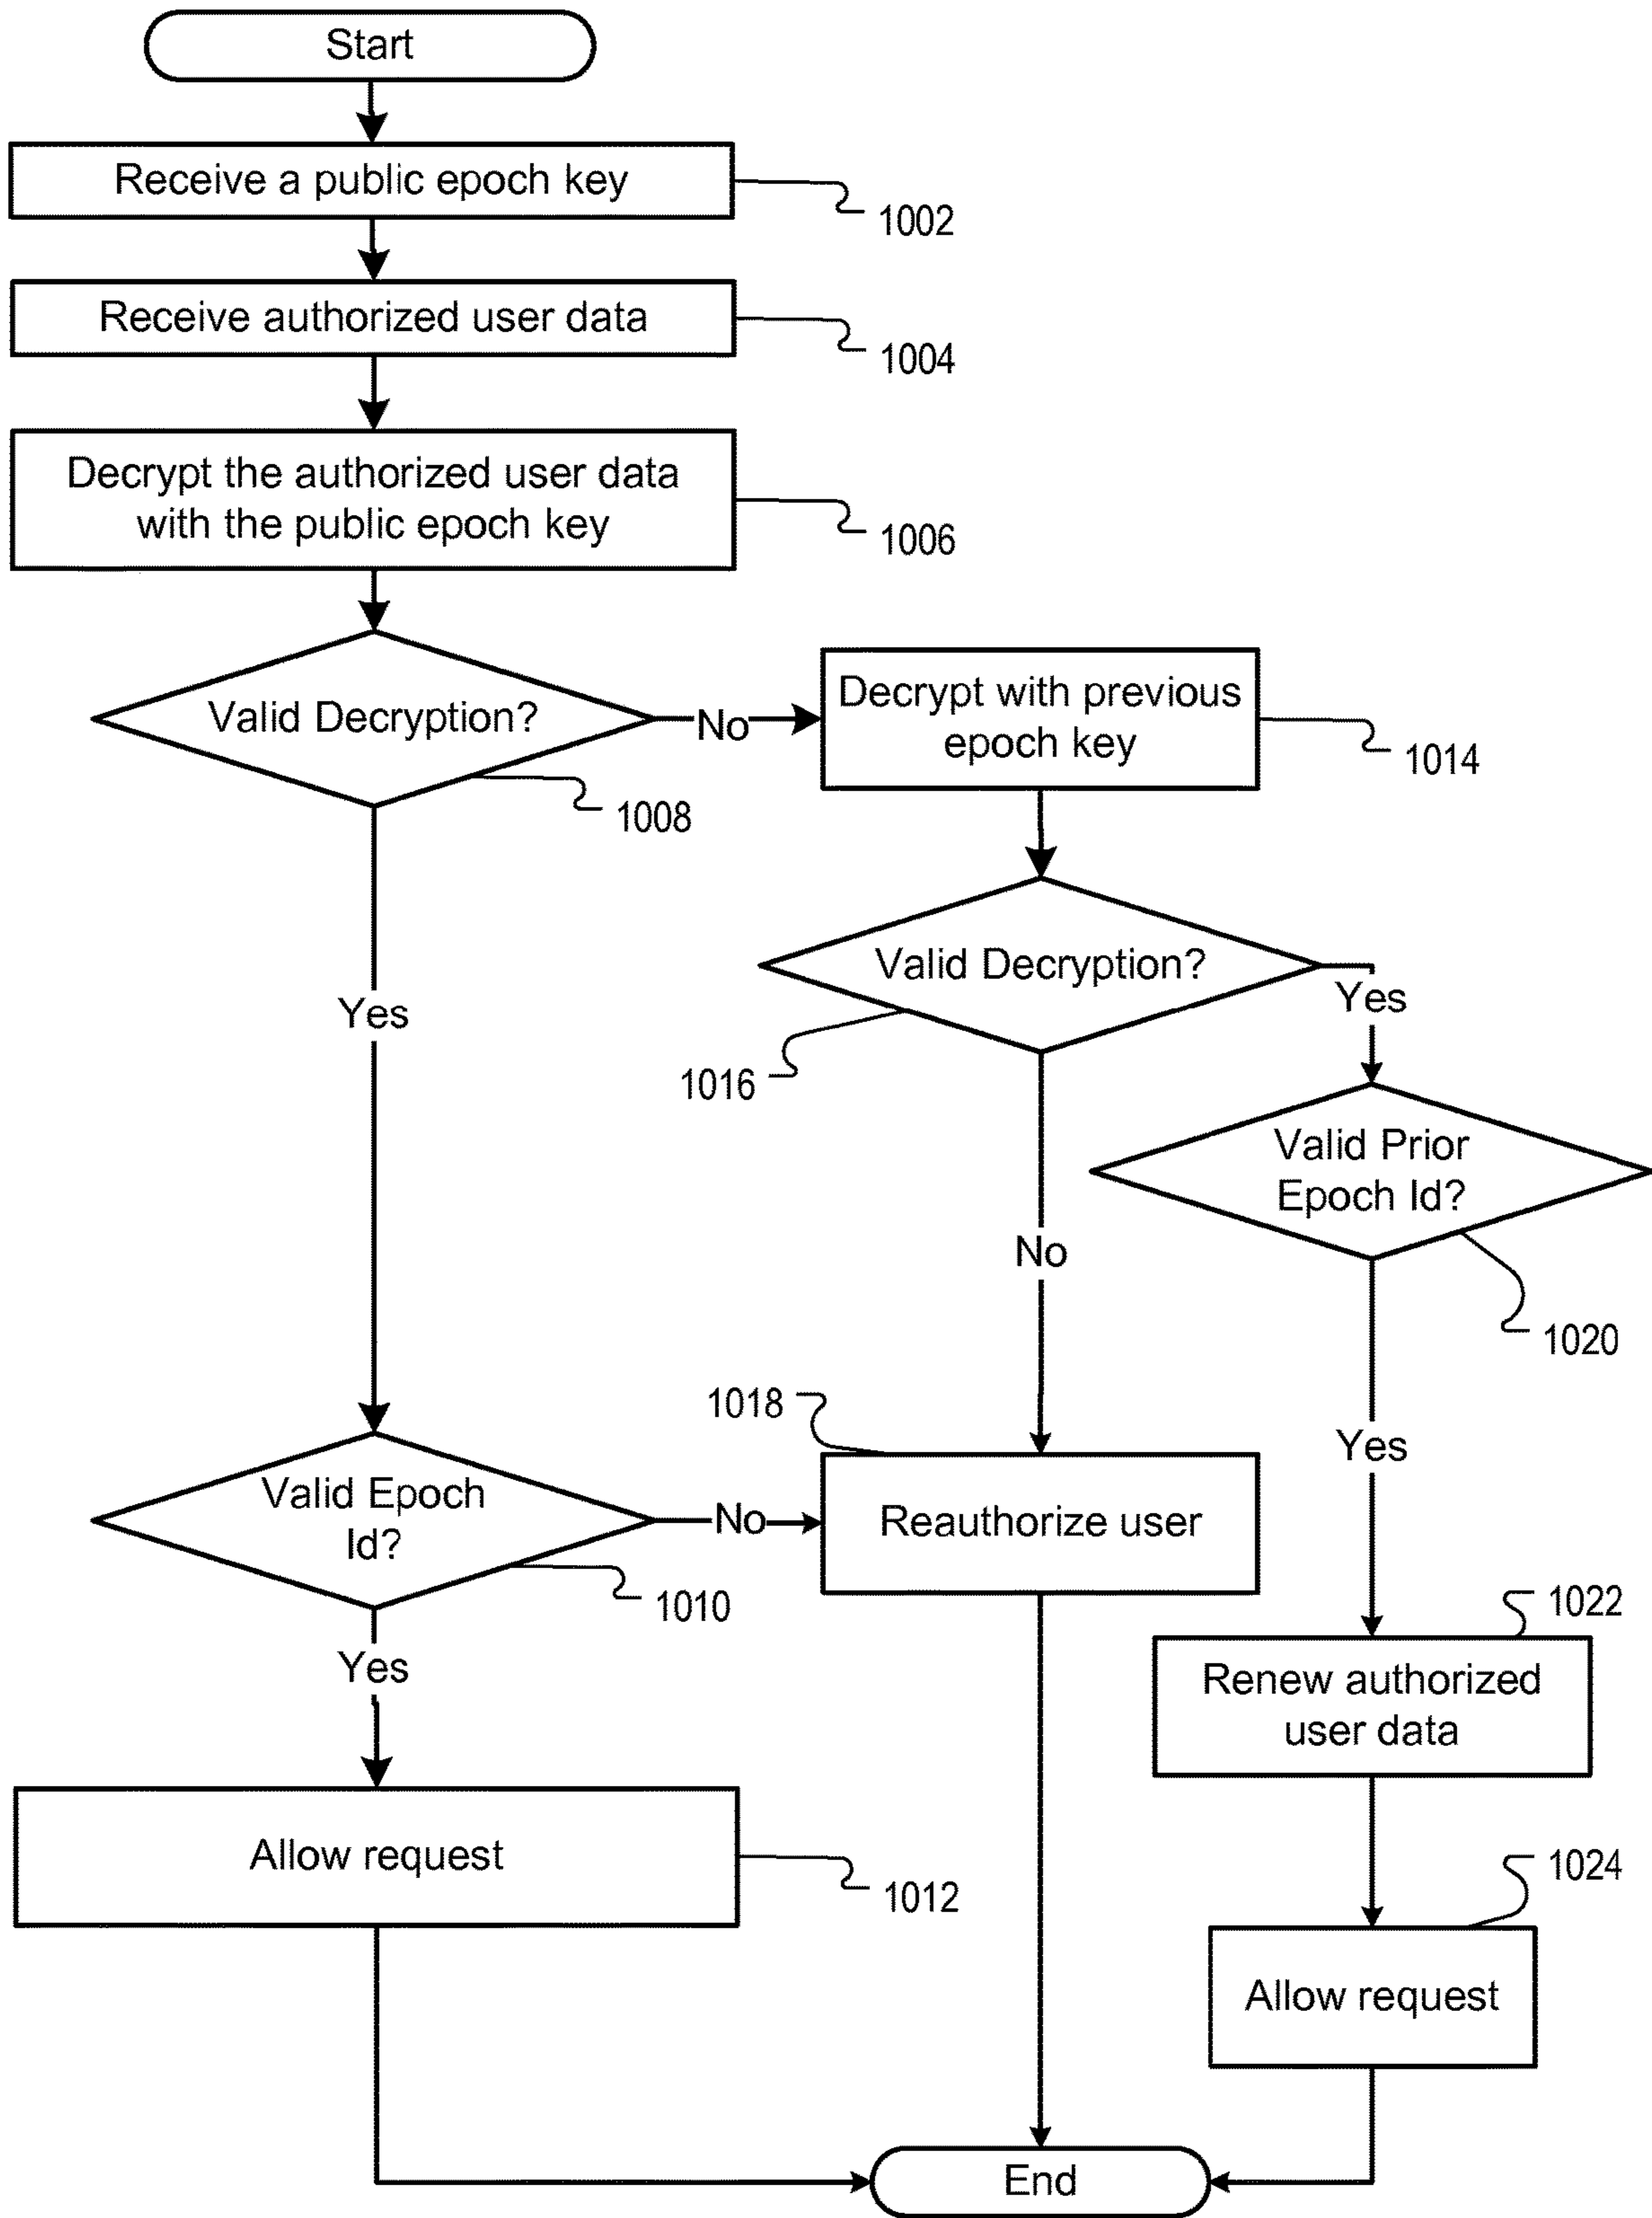 Start
Receive a public epoch key
1002
Receive authorized user data
1004
Decrypt the authorized user data
with the public epoch key
1006
Valid Decryption?
1008
No
Decrypt with previous
epoch key
1014
Yes
Valid Decryption?
1016
Yes
Valid Prior
Epoch Id?
1020
No
Yes
Valid Epoch
Id?
1010
No
1018
Reauthorize user
Yes
1022
Renew authorized
user data
Allow request
1012
1024
Allow request
End